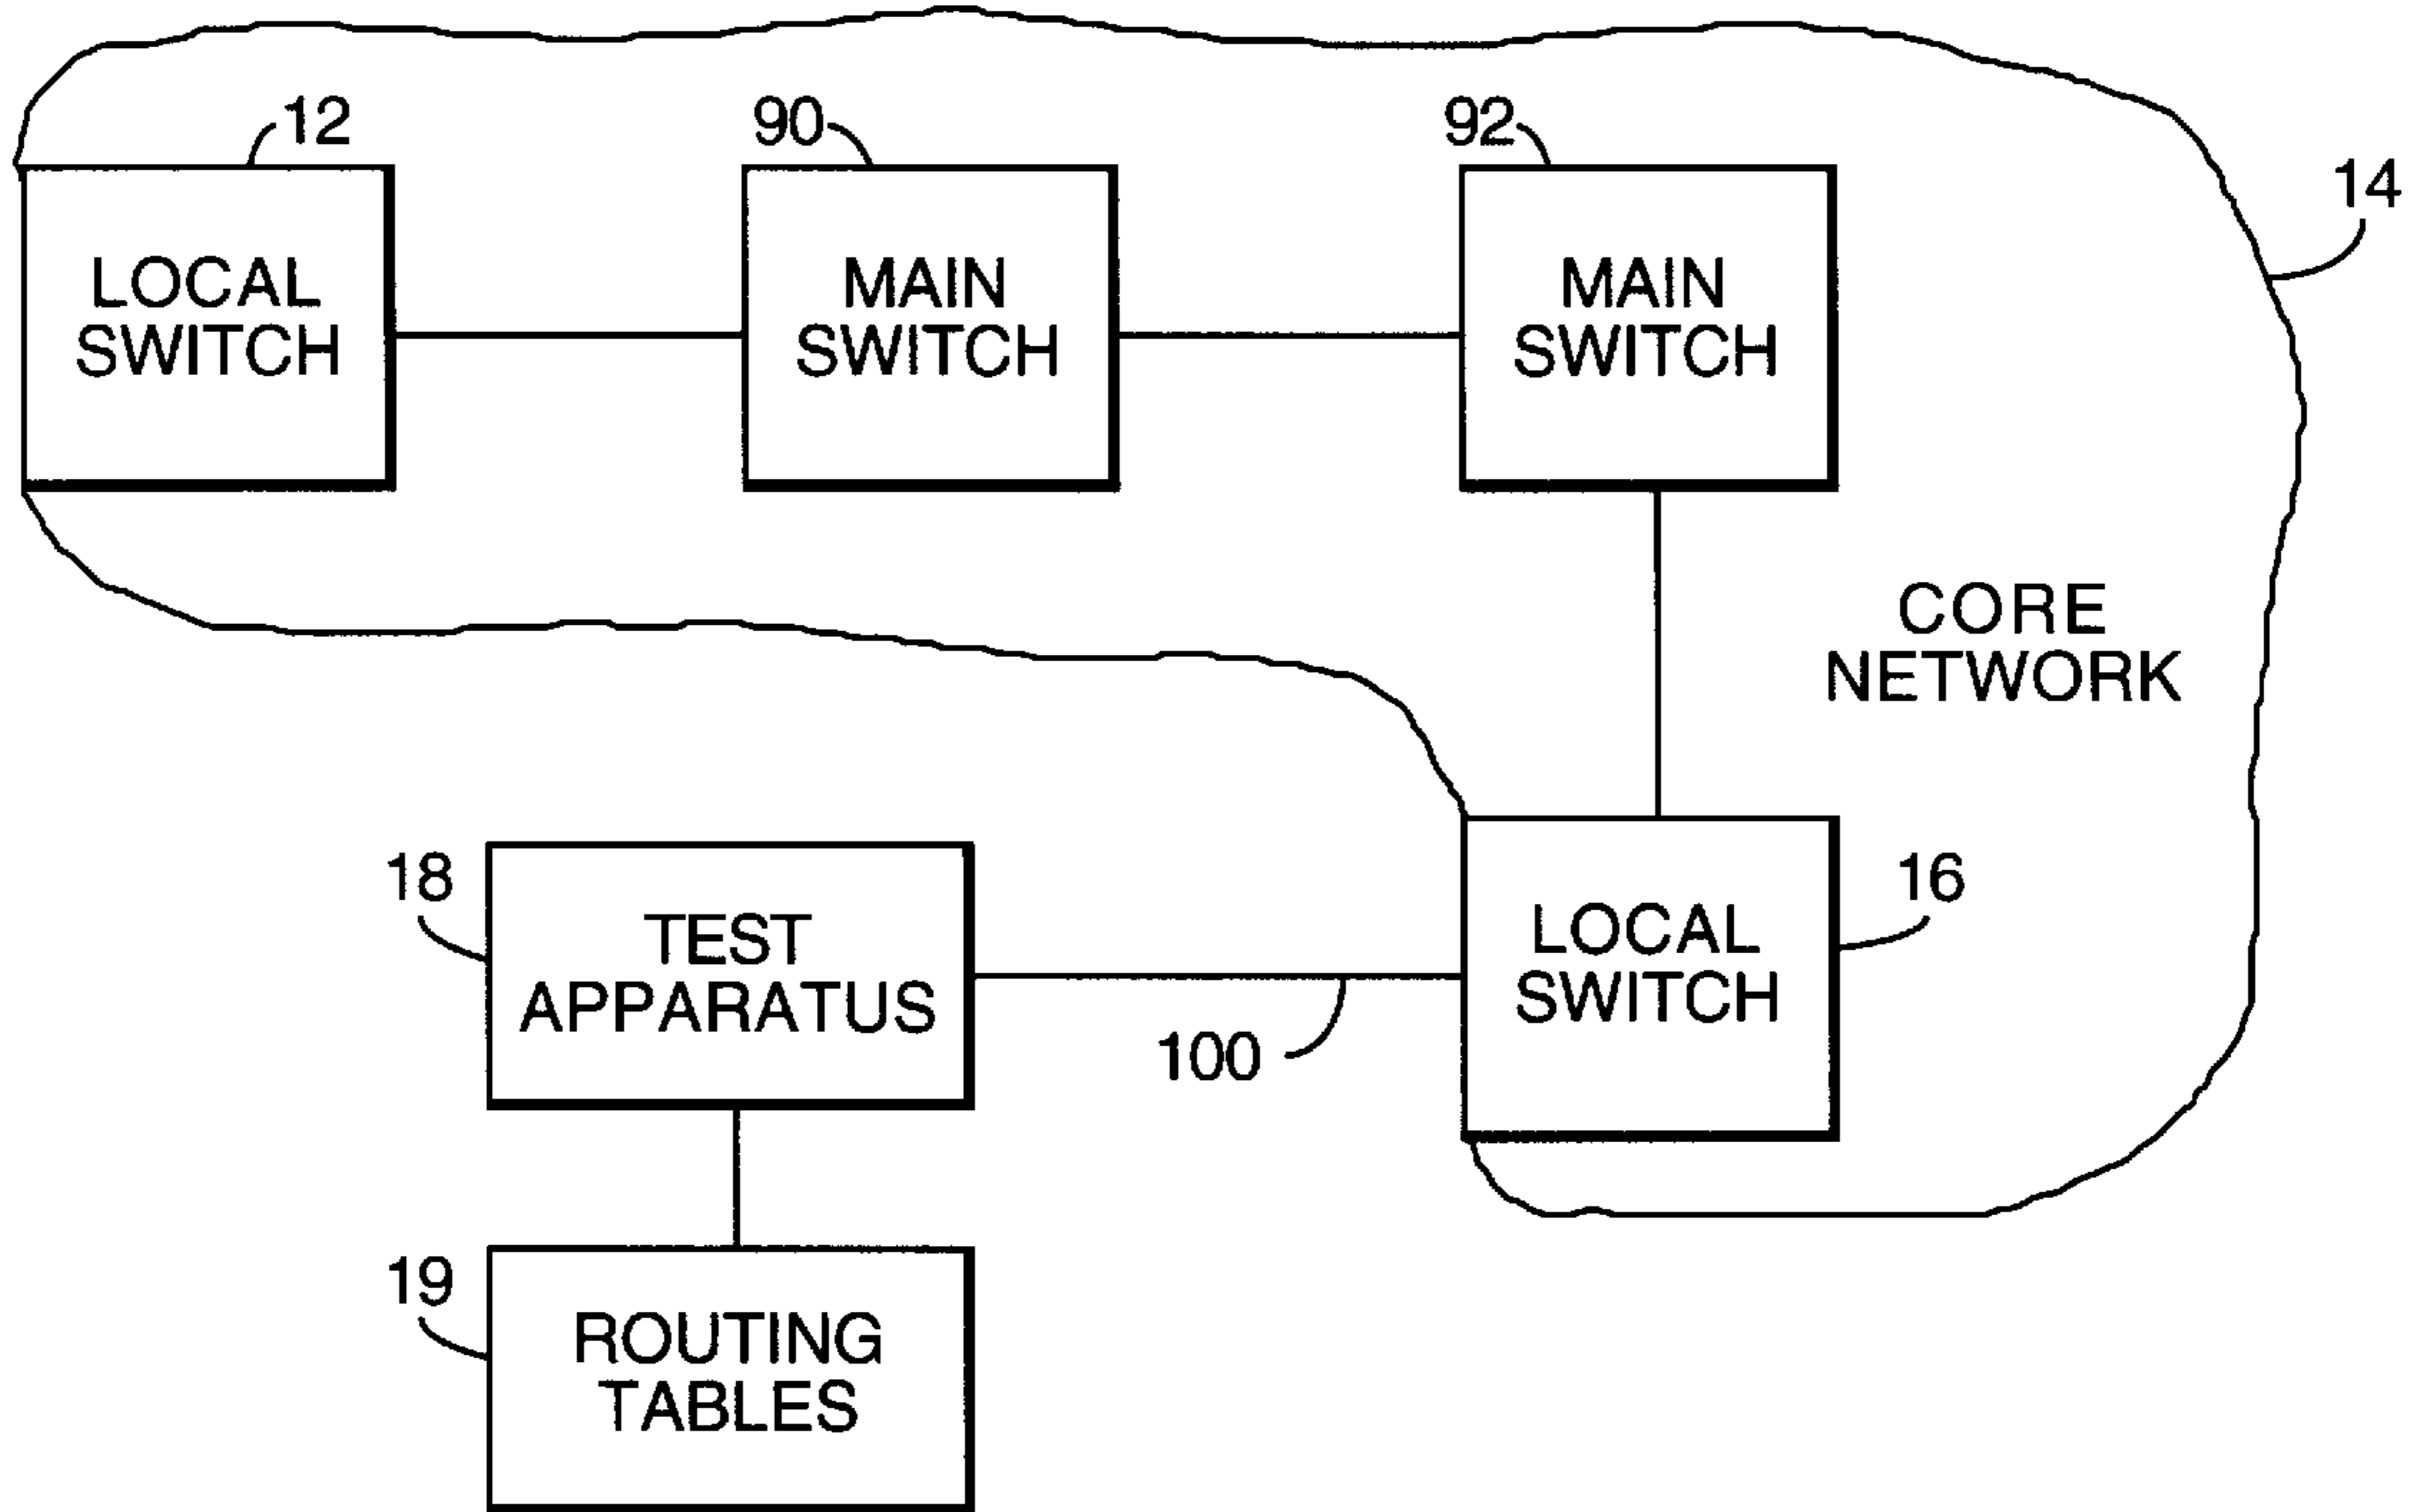 12
90
92
14
LOCAL
SWITCH
MAIN
SWITCH
MAIN
SWITCH
CORE
NETWORK
18
TEST
APPARATUS
100
LOCAL
SWITCH
16
19
ROUTING
TABLES